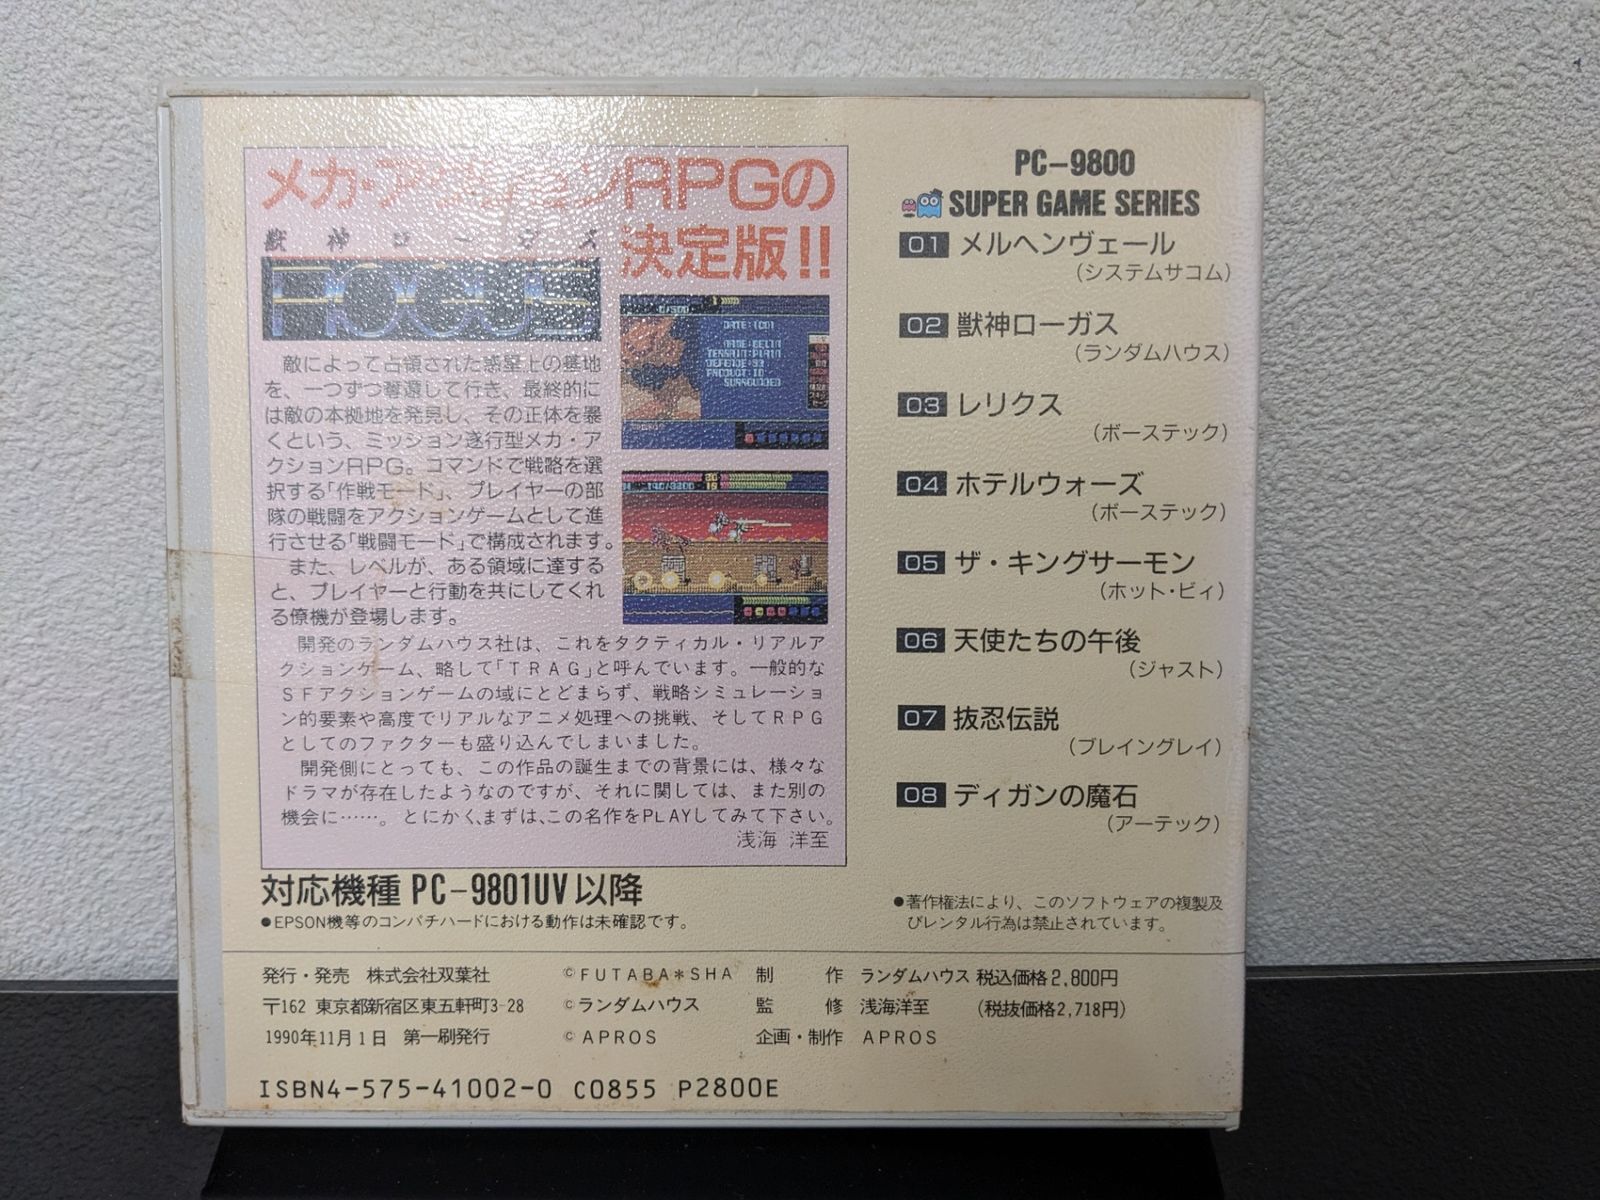 メカ・アクションRPGの
決定版!!
獣神ローガス
敵によって占領された惑星上の基地
を、一つずつ奪還して行き、最終的に
は敵の本拠地を発見し、その正体を暴
くという、ミッション遂行型メカ・ア
クションRPG。コマンドで戦略を選
択する「作戦モード」、プレイヤーの部
隊の戦闘をアクションゲームとして進
行させる「戦闘モード」で構成されます。
また、レベルが、ある領域に達する
と、プレイヤーと行動を共にしてくれ
る僚機が登場します。
開発のランダムハウス社は、これをタクティカル・リアルア
クションゲーム、略して「TRAG」と呼んでいます。一般的な
SFアクションゲームの域にとどまらず、戦略シミュレーショ
ン的要素や高度でリアルなアニメ処理への挑戦、そしてRPG
としてのファクターも盛り込んでしまいました。
開発側にとっても、この作品の誕生までの背景には、様々な
ドラマが存在したようなのですが、それに関しては、また別の
機会に……。とにかく、まずは、この名作をPLAYしてみて下さい。
浅海 洋至
対応機種 PC-9801UV以降
●EPSON機等のコンパチハードにおける動作は未確認です。
PC-9800
SUPER GAME SERIES
01 メルヘンヴェール
(システムサコム)
02 獣神ローガス
(ランダムハウス)
03 レリクス
(ボーステック)
04 ホテルウォーズ
(ボーステック)
05 ザ・キングサーモン
(ホット・ビィ)
06 天使たちの午後
(ジャスト)
07 抜忍伝説
(ブレイングレイ)
08 ディガンの魔石
(アーテック)
●著作権法により、このソフトウェアの複製及
びレンタル行為は禁止されています。
発行・発売 株式会社双葉社 ©FUTABA*SHA 制作 ランダムハウス 税込価格2,800円
〒162 東京都新宿区東五軒町3-28 ©ランダムハウス 監修 浅海洋至 (税抜価格2,718円)
1990年11月1日 第一刷発行 ©APROS 企画・制作 APROS
ISBN4-575-41002-0 C0855 P2800E